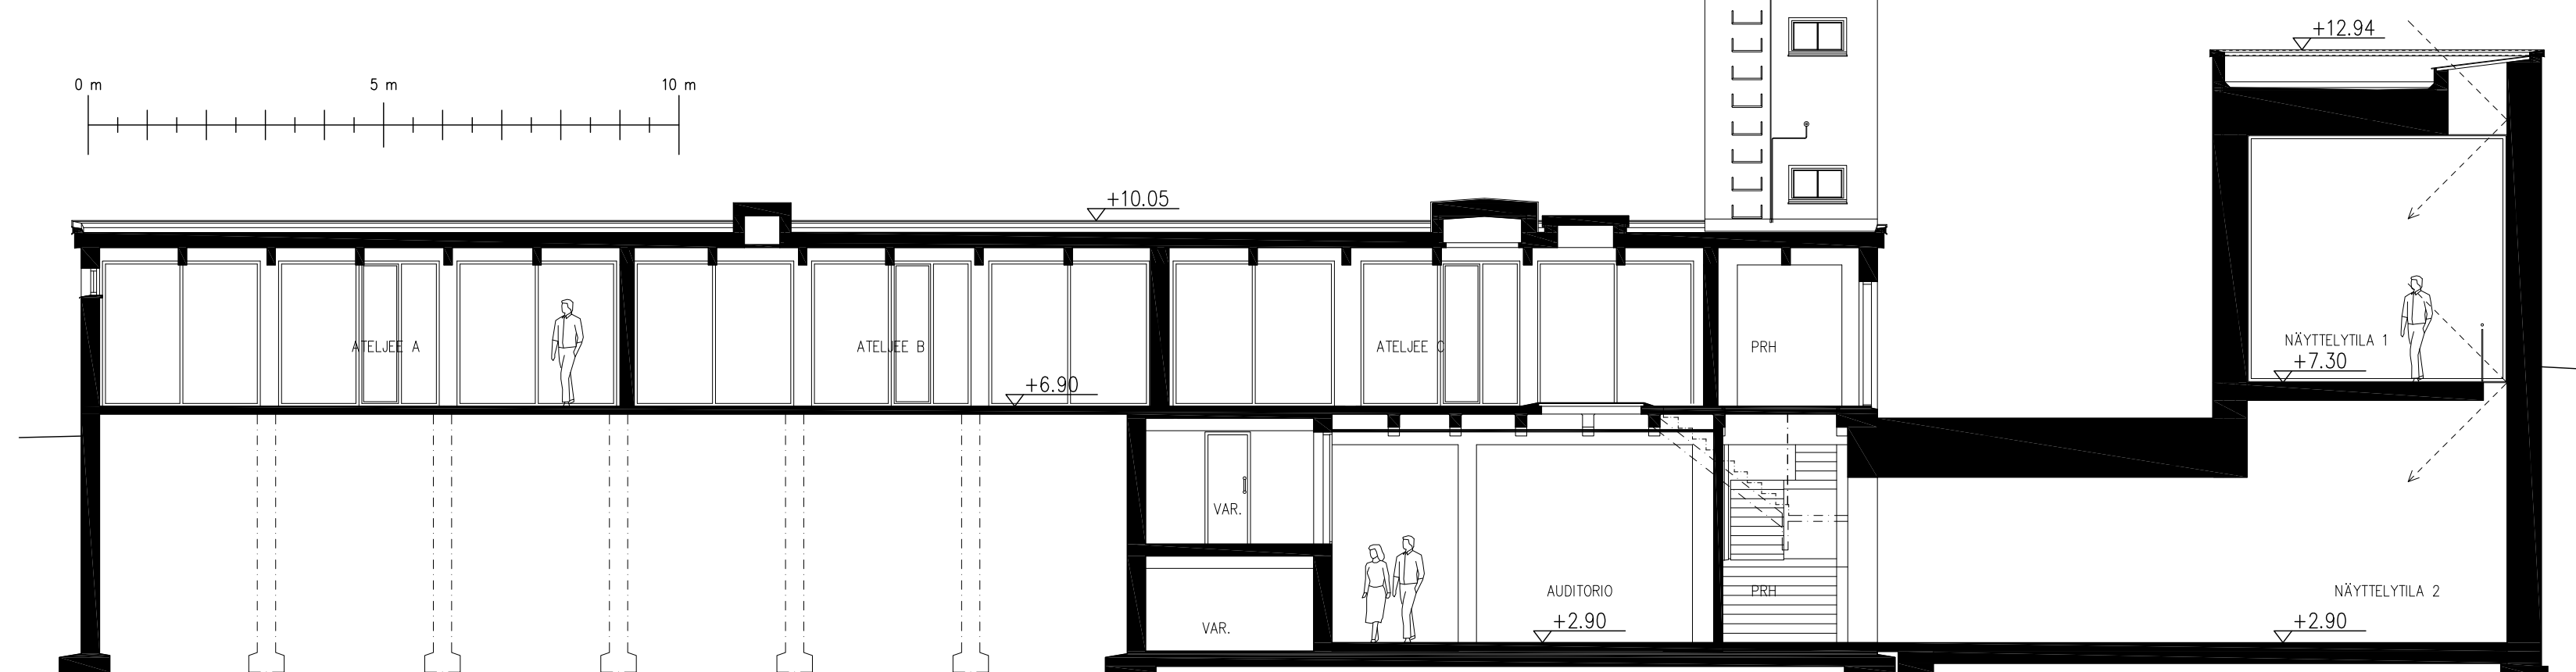 +12.94
0 m 5 m 10 m
+10.05
NÄYTTELYTILA 1
ATELJEE A ATELJEE B ATELJEE C PRH
+7.30
+6.90
VAR.
AUDITORIO PRH NÄYTTELYTILA 2
+2.90 +2.90
VAR.